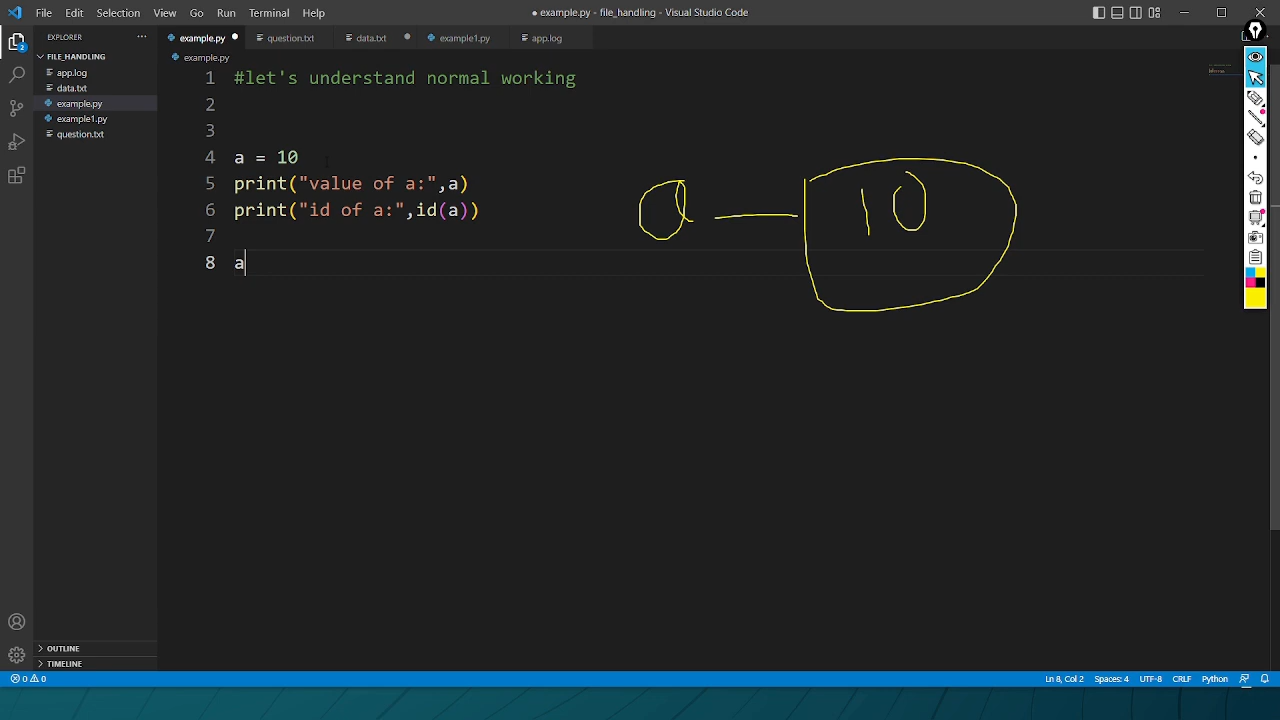 File Edit Selection View Go Run Terminal Help
● example.py - file_handling - Visual Studio Code
EXPLORER
example.py question.txt data.txt example1.py app.log
FILE_HANDLING
app.log
data.txt
example.py
example1.py
question.txt
example.py
1 #let's understand normal working
2
3
4 a = 10
5 print("value of a:",a)
6 print("id of a:",id(a))
7
8 a
a 10
OUTLINE
TIMELINE
0 0
Ln 8, Col 2 Spaces: 4 UTF-8 CRLF Python
2